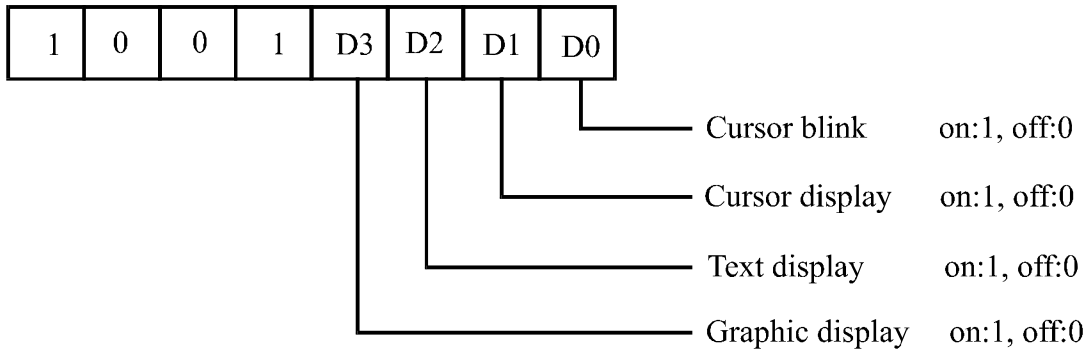 1 0 0 1 D3 D2 D1 D0
Cursor blink on:1, off:0
Cursor display on:1, off:0
Text display on:1, off:0
Graphic display on:1, off:0